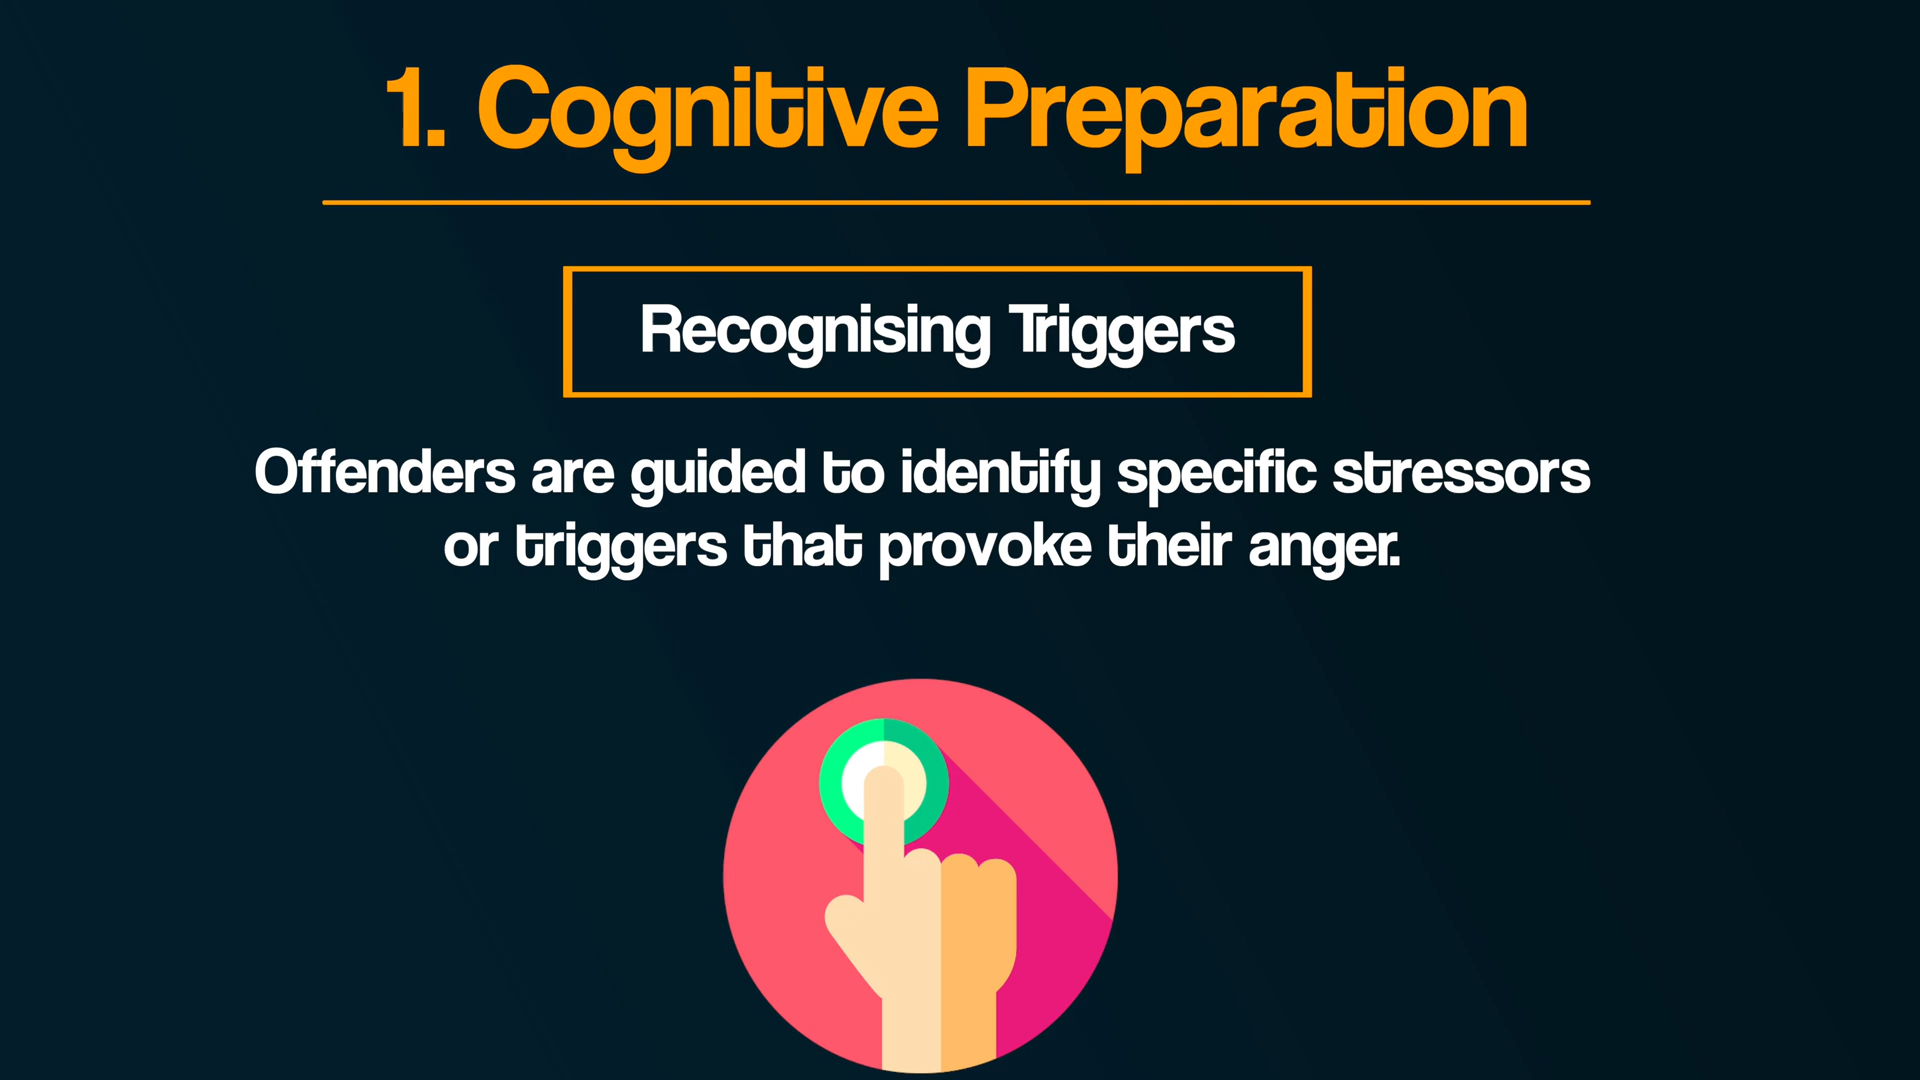 1. Cognitive Preparation
Recognising Triggers
Offenders are guided to identify specific stressors
or triggers that provoke their anger.